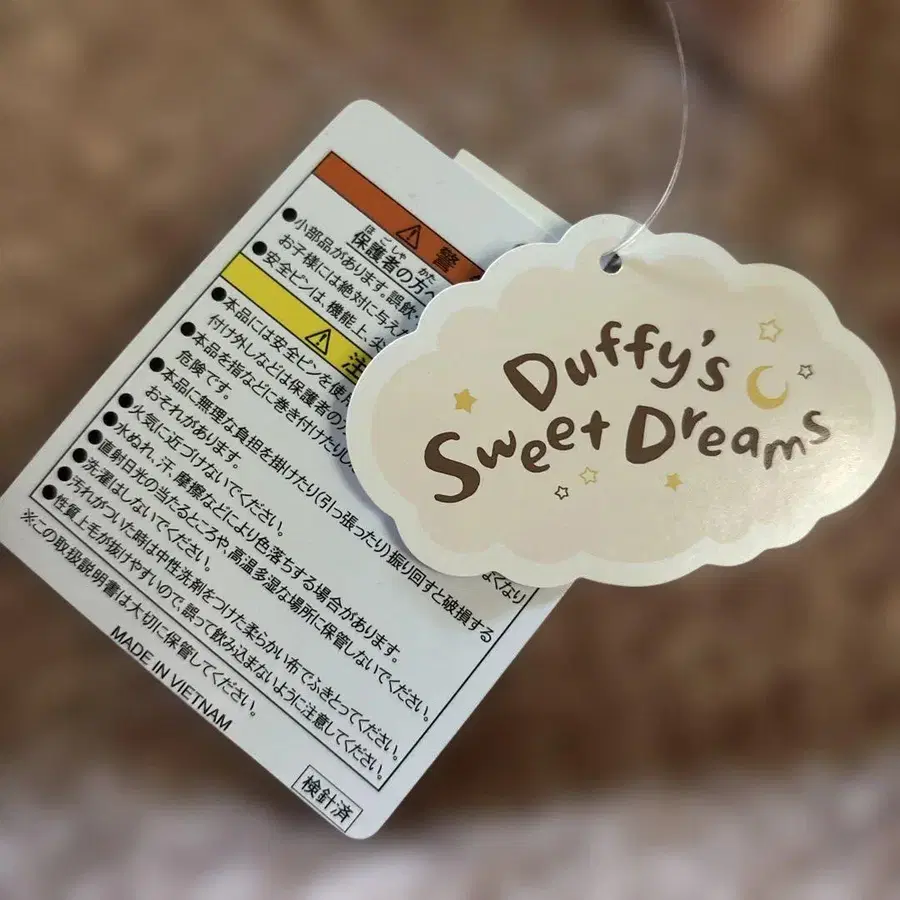 警
ほごしゃ かた
保護者の方へ
●小部品があります。誤飲・
お子様には絶対に与え
●安全ピンは、機能上、尖
注
●本品には安全ピンを使用
付け外しなどは保護者の方
●本品を指などに巻き付けたりし
よくなり
危険です。
●本品に無理な負担を掛けたり(引っ張ったり)振り回すと破損する
おそれがあります。
●火気に近づけないでください。
●水ぬれ、汗、摩擦などにより色落ちする場合があります。
●直射日光の当たるところや、高温多湿な場所に保管しないでください。
●洗濯はしないでください。
●汚れがついた時は中性洗剤をつけた柔らかい布でふきとってください。
●性質上毛が抜けやすいので、誤って飲み込まないように注意してください。
※この取扱説明書は大切に保管してください。
MADE IN VIETNAM
検針済
Duffy's
Sweet Dreams